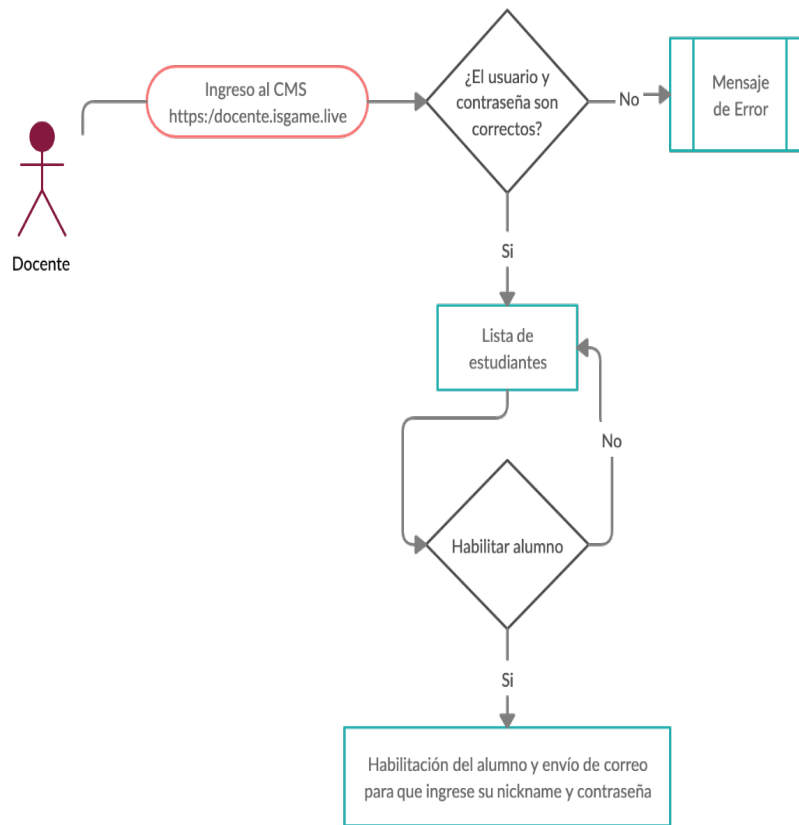 Ingreso al CMS
https:/docente.isgame.live
¿El usuario y
contraseña son
correctos?
No
Mensaje
de Error
Docente
Si
Lista de
estudiantes
No
Habilitar alumno
Si
Habilitación del alumno y envío de correo
para que ingrese su nickname y contraseña